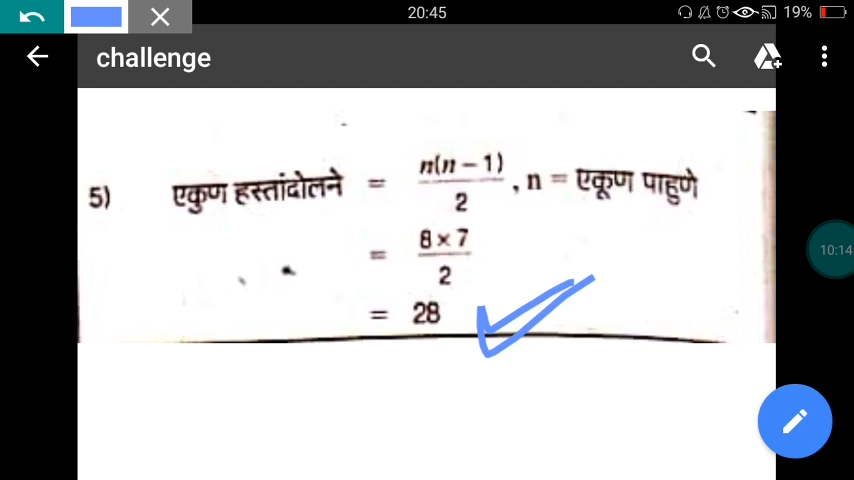 20:45
19%
challenge
5) एकुण हस्तांदोलने = n(n – 1)/2, n = एकूण पाहुणे
= 8 × 7/2
= 28
10:14